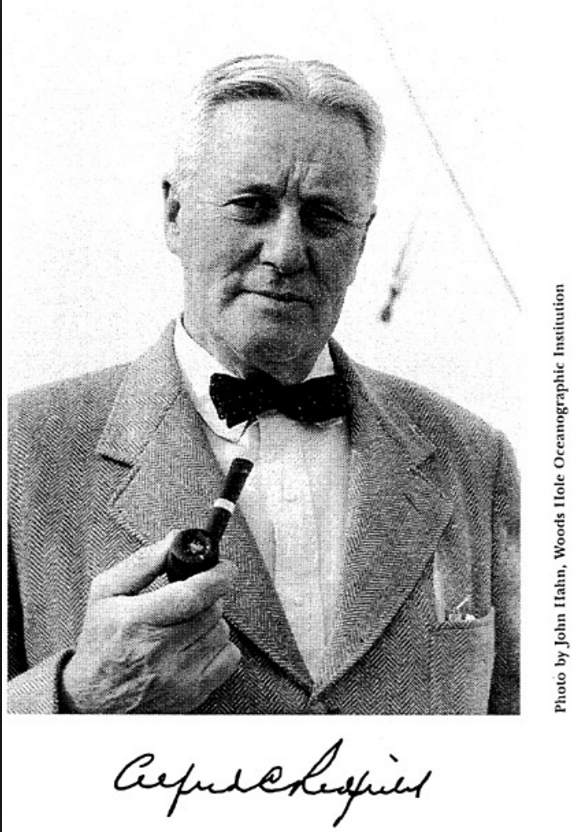 Photo by John Hahn, Woods Hole Oceanographic Institution
Alfred C Redfield